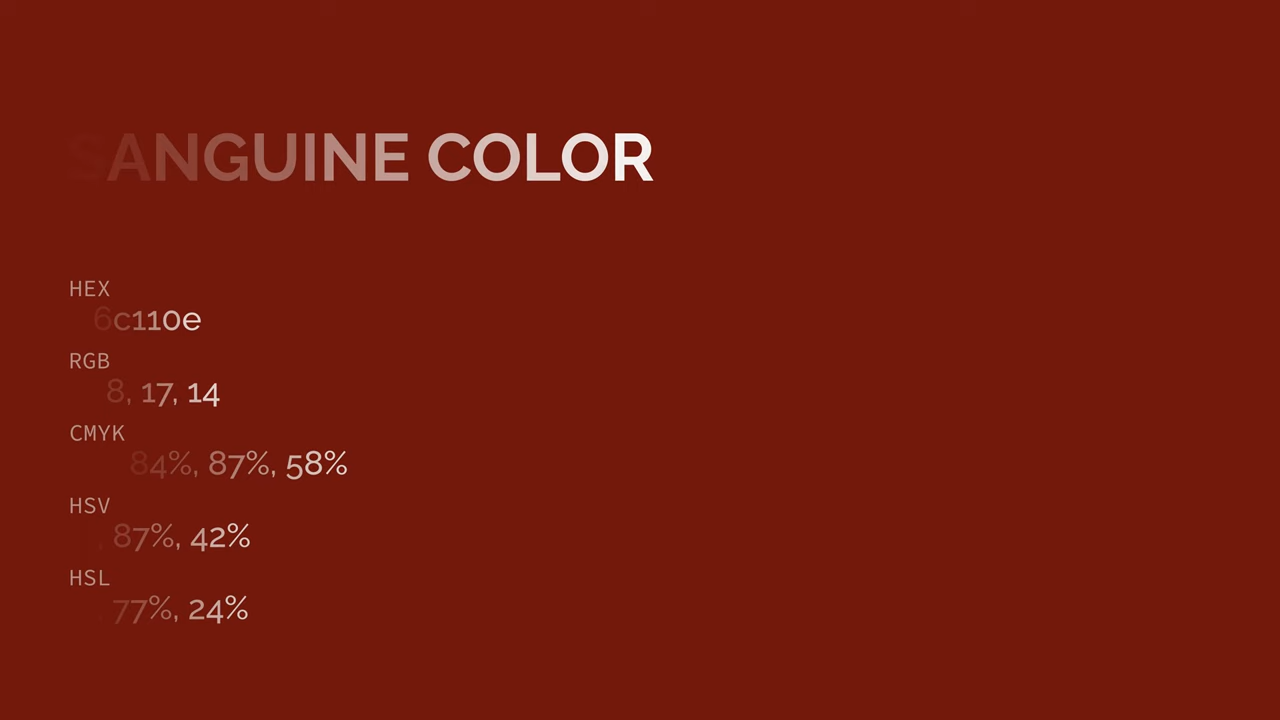 SANGUINE COLOR
HEX
6c110e
RGB
8, 17, 14
CMYK
84%, 87%, 58%
HSV
, 87%, 42%
HSL
, 77%, 24%